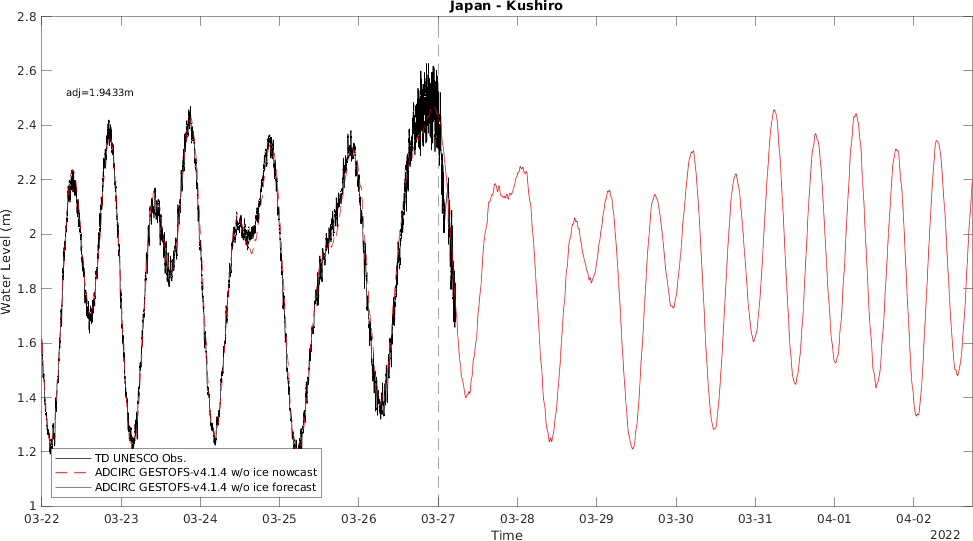 Japan - Kushiro
2.8
2.6
adj=1.9433m
2.4
2.2
2
Water Level (m)
1.8
1.6
1.4
1.2
TD UNESCO Obs.
ADCIRC GESTOFS-v4.1.4 w/o ice nowcast
ADCIRC GESTOFS-v4.1.4 w/o ice forecast
1
03-22 03-23 03-24 03-25 03-26 03-27 03-28 03-29 03-30 03-31 04-01 04-02
Time
2022